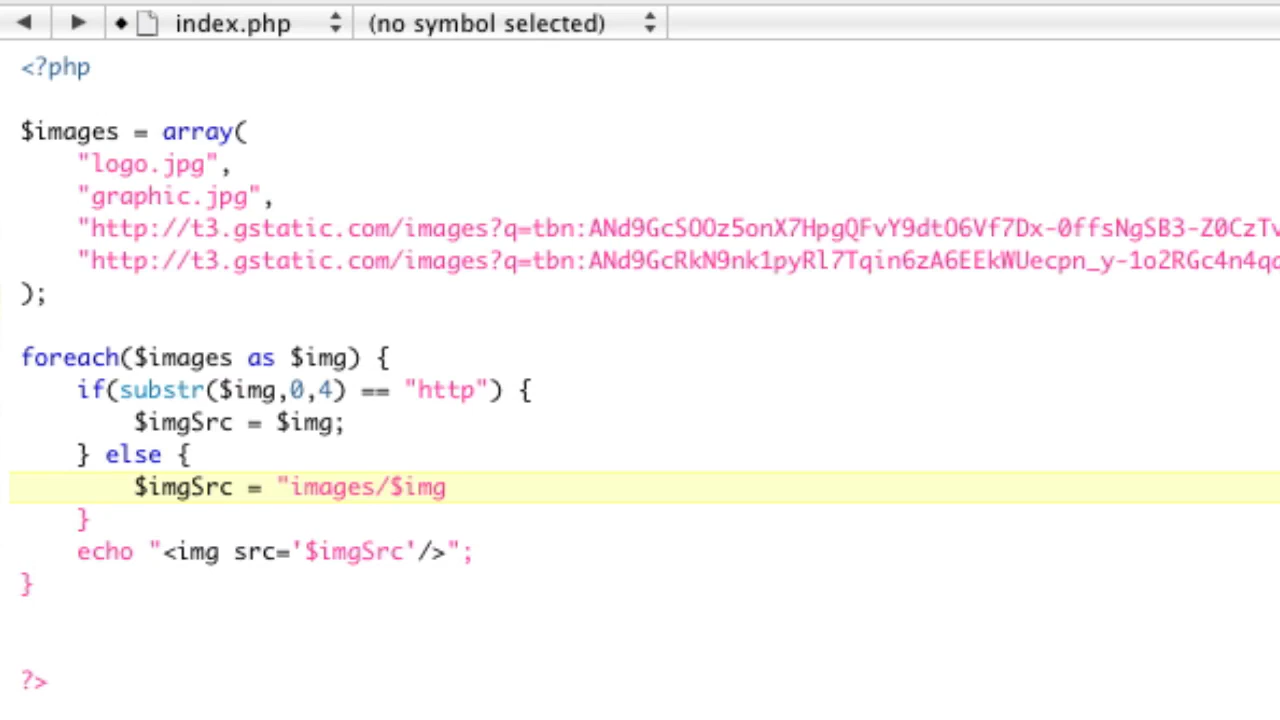 index.php (no symbol selected)
<?php
$images = array(
"logo.jpg",
"graphic.jpg",
"http://t3.gstatic.com/images?q=tbn:ANd9GcSOOz5onX7HpgQFvY9dtO6Vf7Dx-0ffsNgSB3-Z0CzTv
"http://t3.gstatic.com/images?q=tbn:ANd9GcRkN9nk1pyRl7Tqin6zA6EEkWUecpn_y-1o2RGc4n4qc
);
foreach($images as $img) {
if(substr($img,0,4) == "http") {
$imgSrc = $img;
} else {
$imgSrc = "images/$img
}
echo "<img src='$imgSrc'/>";
}
?>